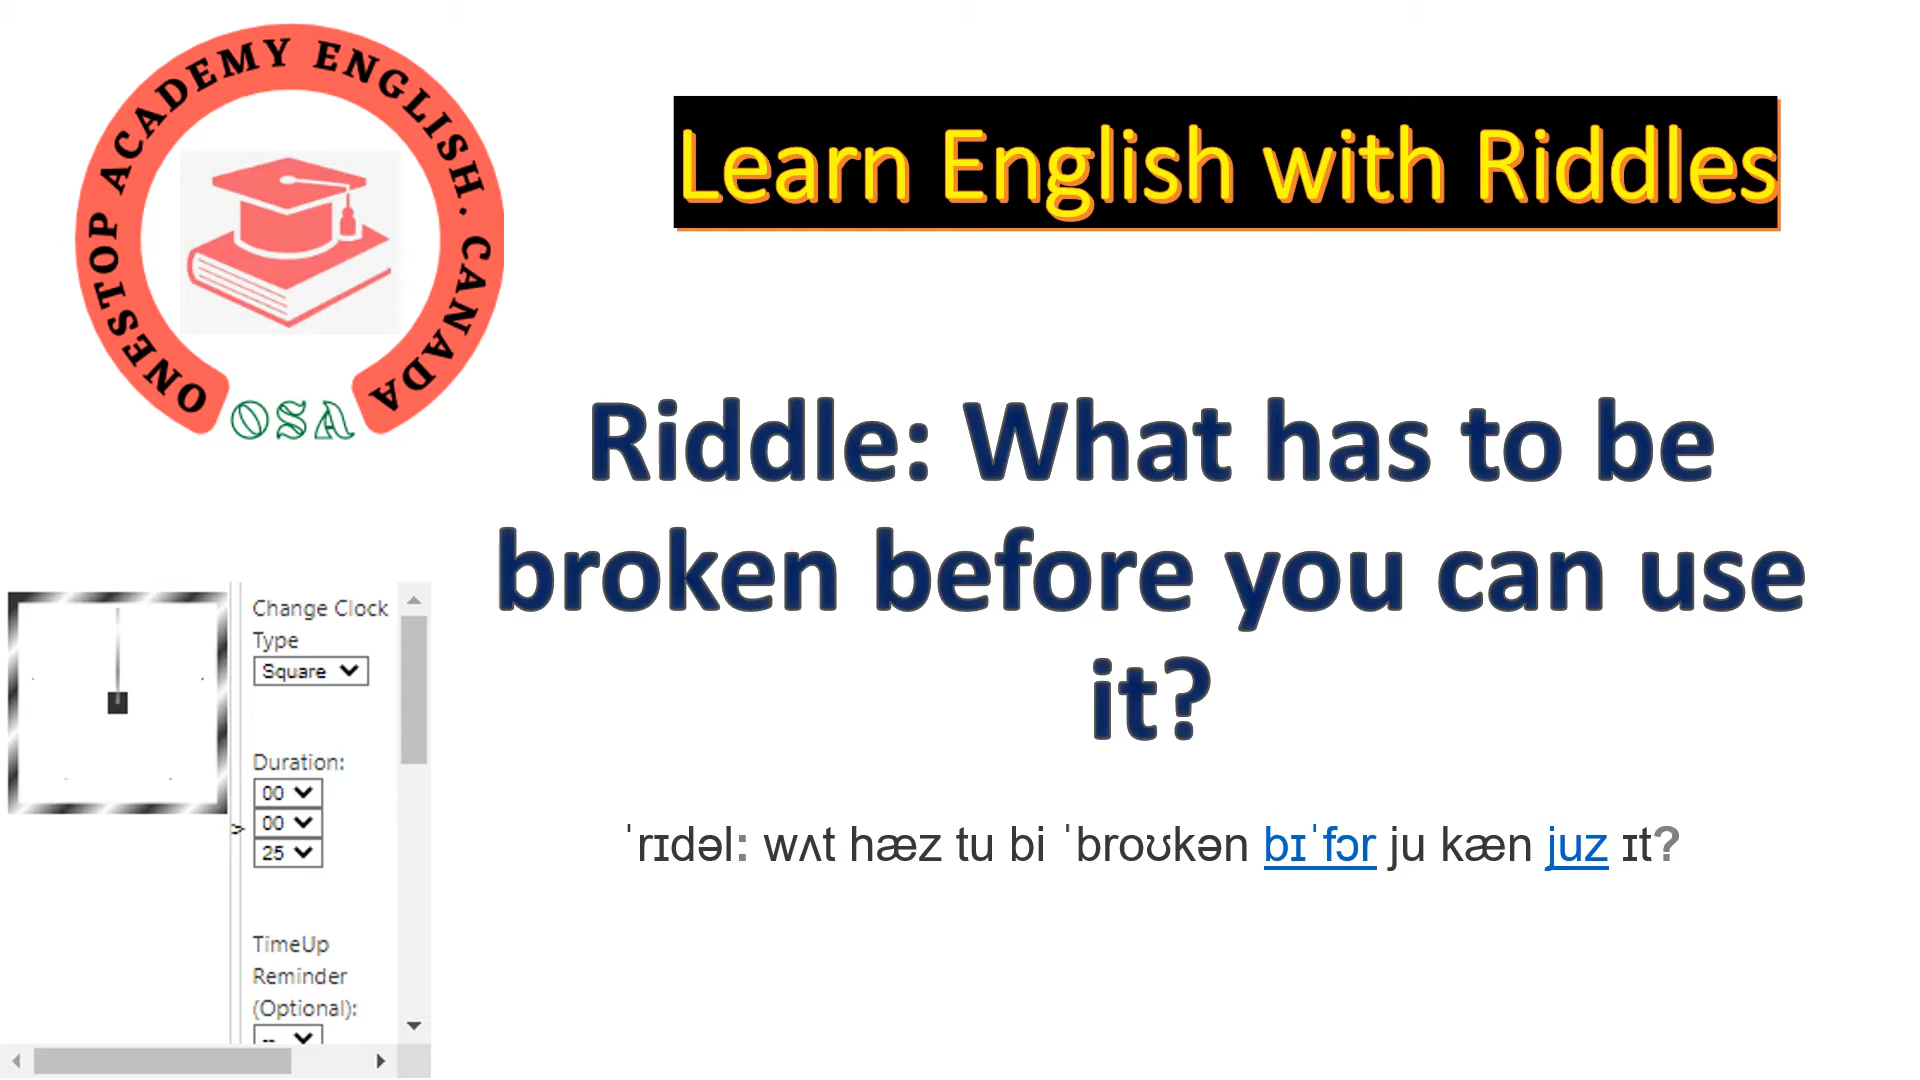 ONESTOP ACADEMY ENGLISH. CANADA
OSA
Learn English with Riddles
Riddle: What has to be
broken before you can use
it?
ˈrɪdəl: wʌt hæz tu bi ˈbroʊkən bɪˈfɔr ju kæn juz ɪt?
Change Clock
Type
Square
Duration:
00
00
25
>
TimeUp
Reminder
(Optional):
--